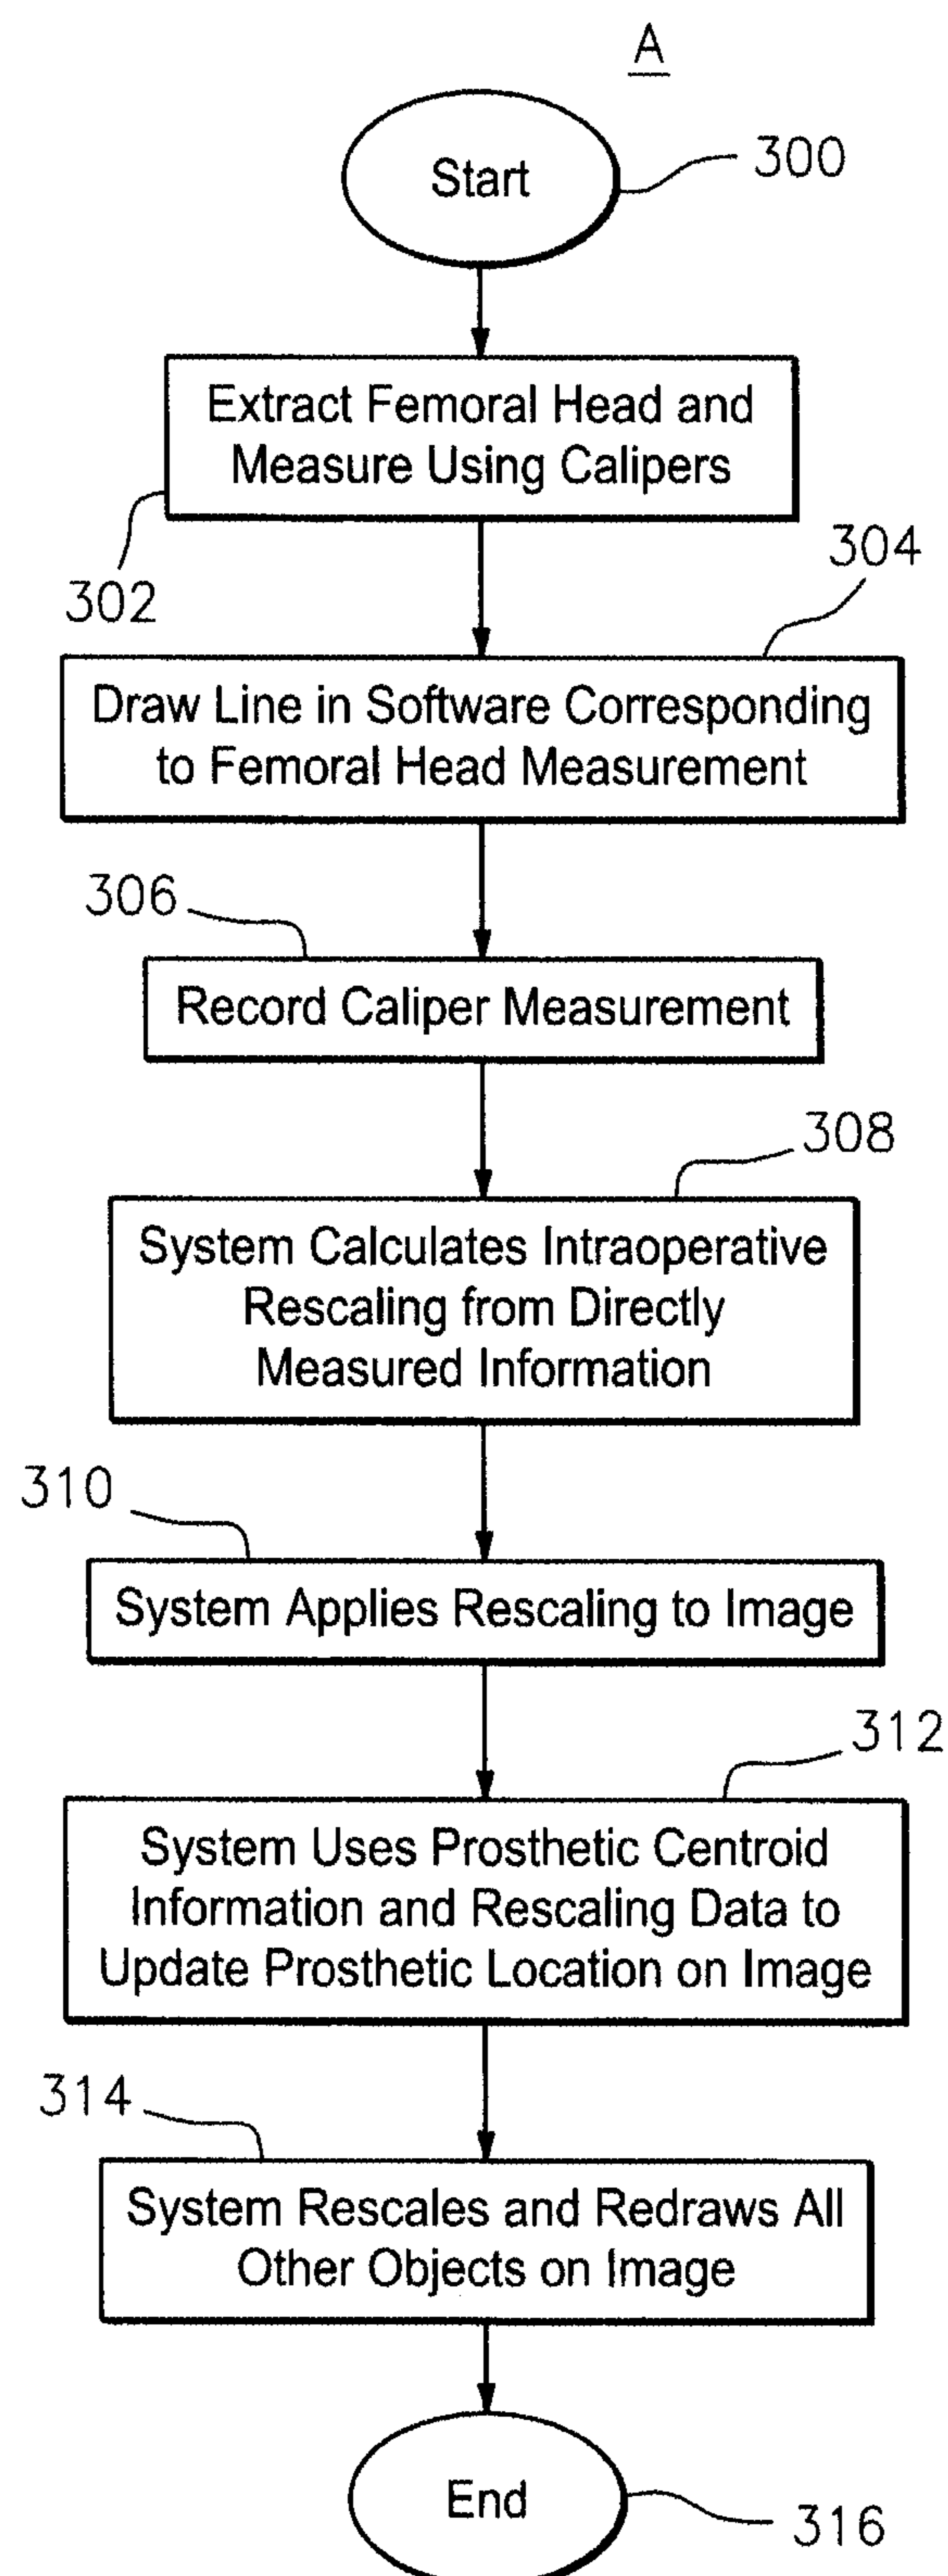 A
Start
300
Extract Femoral Head and
Measure Using Calipers
302
304
Draw Line in Software Corresponding
to Femoral Head Measurement
306
Record Caliper Measurement
308
System Calculates Intraoperative
Rescaling from Directly
Measured Information
310
System Applies Rescaling to Image
312
System Uses Prosthetic Centroid
Information and Rescaling Data to
Update Prosthetic Location on Image
314
System Rescales and Redraws All
Other Objects on Image
End
316